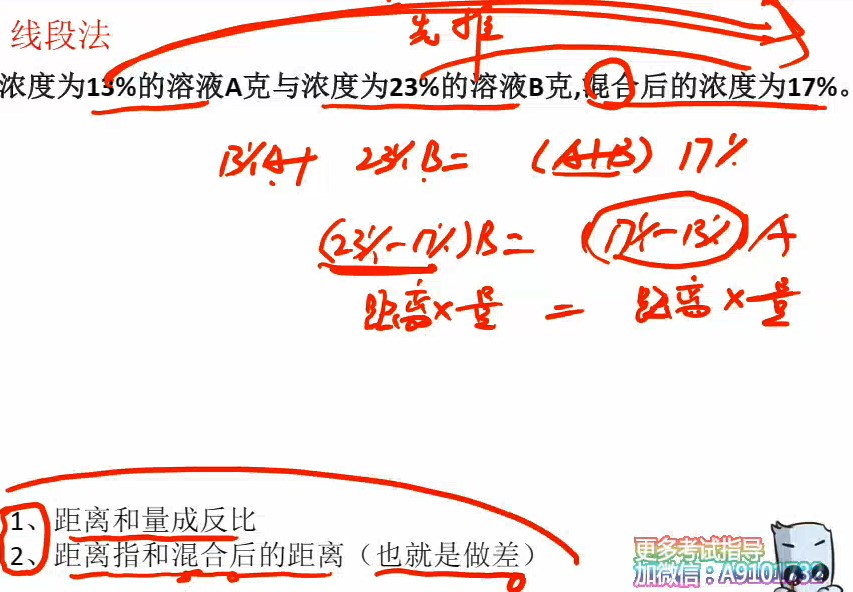 线段法
先推
浓度为13%的溶液A克与浓度为23%的溶液B克,混合后的浓度为17%。
13%A+ 23%B= (A+B) 17%
(23%-17%)B= (17%-13%)A
距离×量 = 距离×量
1、距离和量成反比
2、距离指和混合后的距离（也就是做差）
更多考试指导
加微信：A9101732